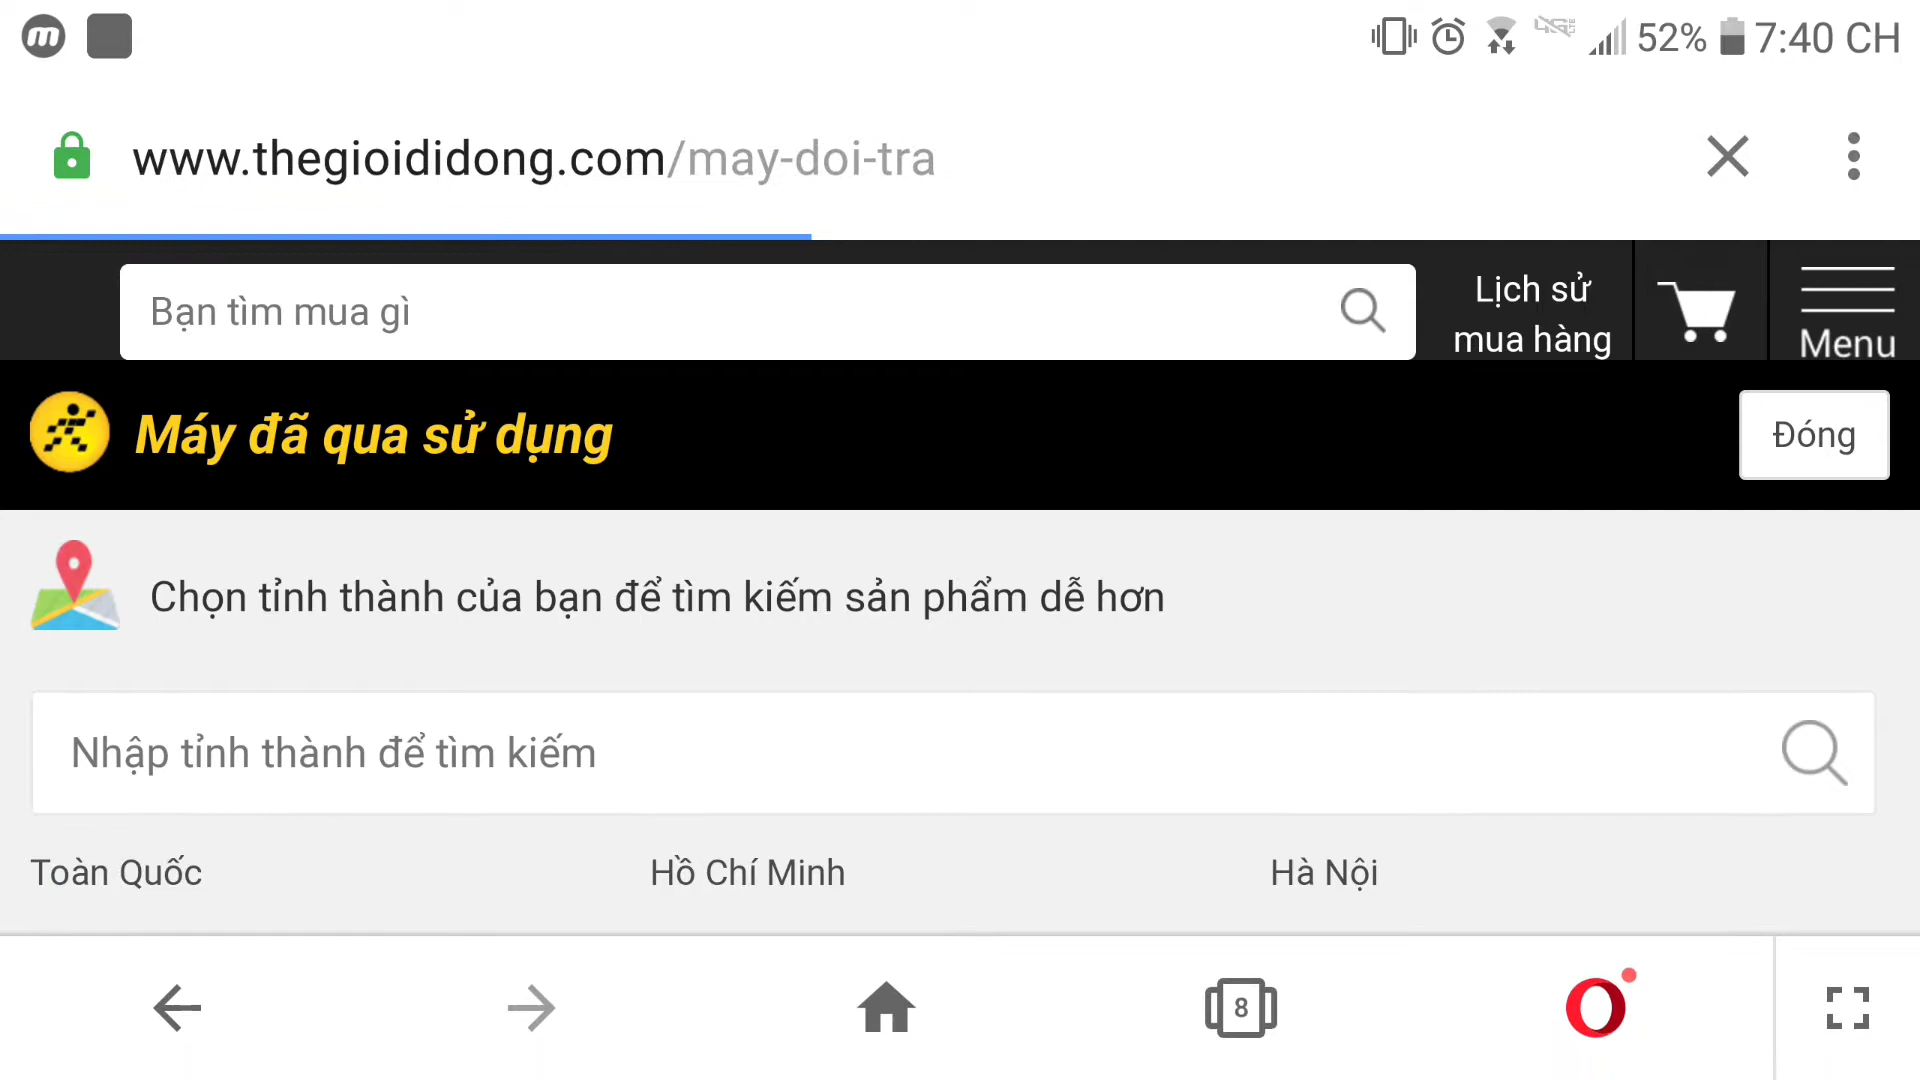 52% 7:40 CH
www.thegioididong.com/may-doi-tra
Bạn tìm mua gì
Lịch sử
mua hàng
Menu
Máy đã qua sử dụng
Đóng
Chọn tỉnh thành của bạn để tìm kiếm sản phẩm dễ hơn
Nhập tỉnh thành để tìm kiếm
Toàn Quốc Hồ Chí Minh Hà Nội
8